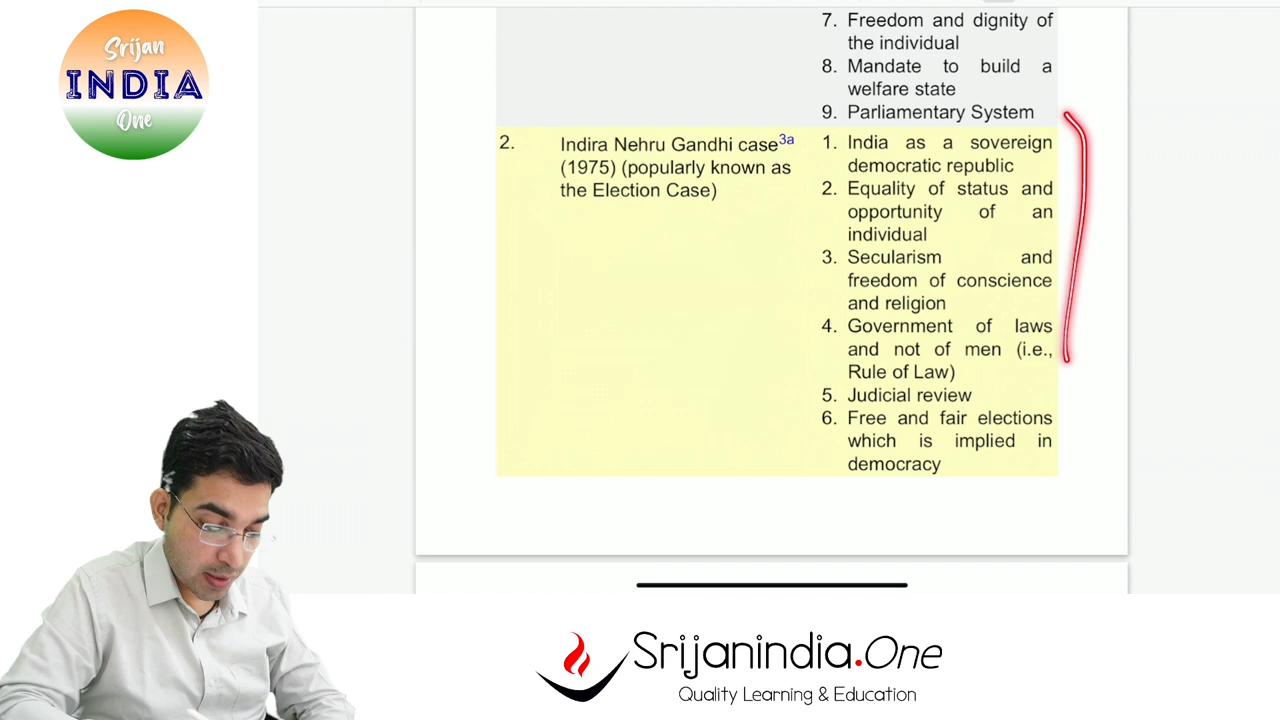 Srijan
INDIA
One
7. Freedom and dignity of
the individual
8. Mandate to build a
welfare state
9. Parliamentary System
2. Indira Nehru Gandhi case3a
(1975) (popularly known as
the Election Case)
1. India as a sovereign
democratic republic
2. Equality of status and
opportunity of an
individual
3. Secularism and
freedom of conscience
and religion
4. Government of laws
and not of men (i.e.,
Rule of Law)
5. Judicial review
6. Free and fair elections
which is implied in
democracy
Srijanindia.One
Quality Learning & Education